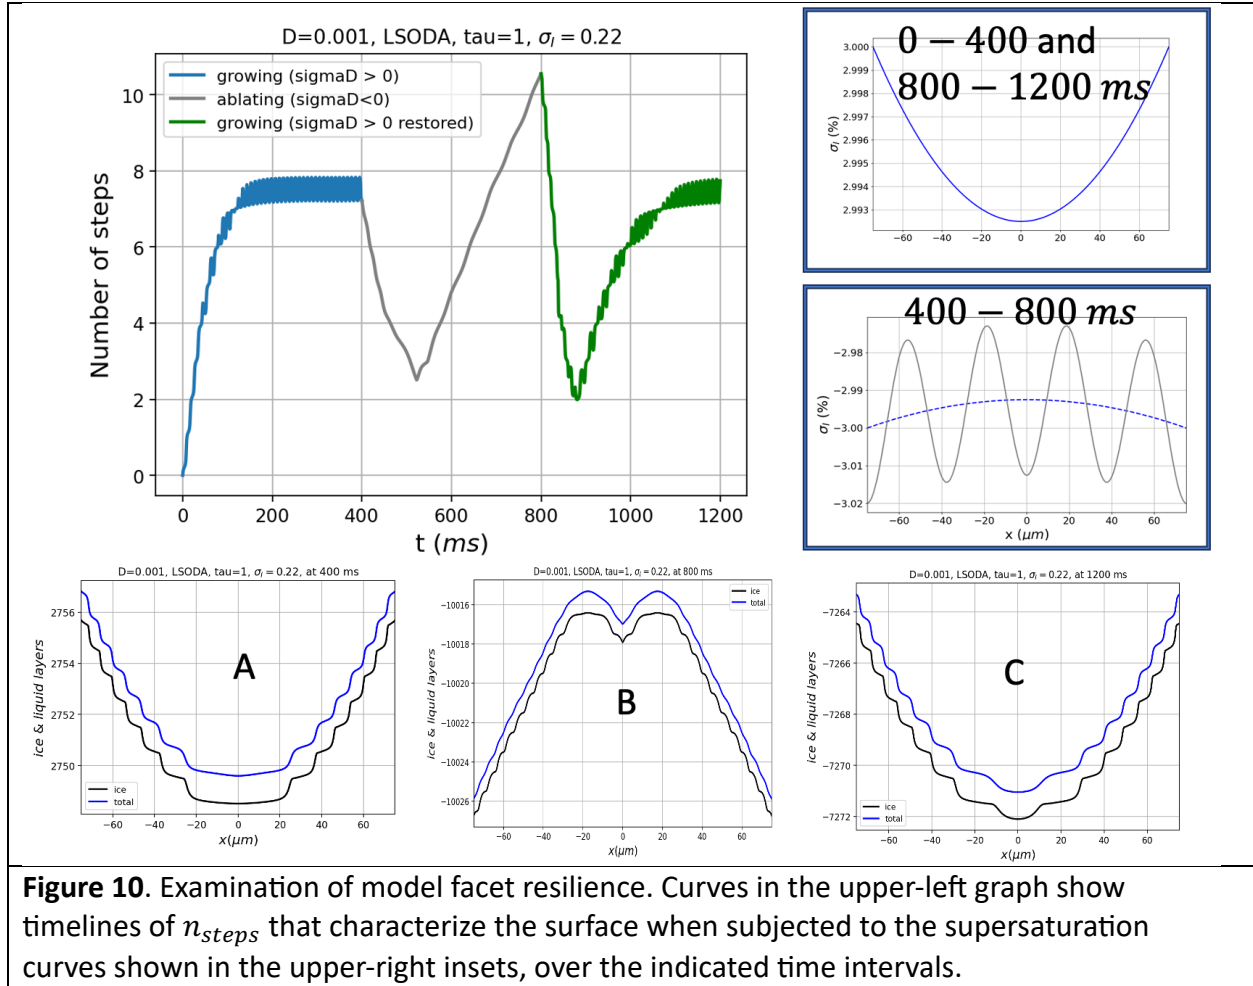 D=0.001, LSODA, tau=1, σ_I = 0.22
growing (sigmaD > 0)
ablating (sigmaD<0)
growing (sigmaD > 0 restored)
Number of steps
10
8
6
4
2
0
0 200 400 600 800 1000 1200
t (ms)
0 − 400 and
800 − 1200 ms
σ_I (%)
3.000
2.999
2.997
2.996
2.995
2.994
2.993
−60 −40 −20 0 20 40 60
400 − 800 ms
σ_I (%)
−2.98
−2.99
−3.00
−3.01
−3.02
−60 −40 −20 0 20 40 60
x (μm)
D=0.001, LSODA, tau=1, σ_I = 0.22, at 400 ms
ice & liquid layers
2756
2754
2752
2750
A
ice
total
−60 −40 −20 0 20 40 60
x(μm)
D=0.001, LSODA, tau=1, σ_I = 0.22, at 800 ms
ice & liquid layers
−10016
−10018
−10020
−10022
−10024
−10026
B
ice
total
−60 −40 −20 0 20 40 60
x(μm)
D=0.001, LSODA, tau=1, σ_I = 0.22, at 1200 ms
ice & liquid layers
−7264
−7266
−7268
−7270
−7272
C
ice
total
−60 −40 −20 0 20 40 60
x(μm)
Figure 10. Examination of model facet resilience. Curves in the upper-left graph show
timelines of n_steps that characterize the surface when subjected to the supersaturation
curves shown in the upper-right insets, over the indicated time intervals.